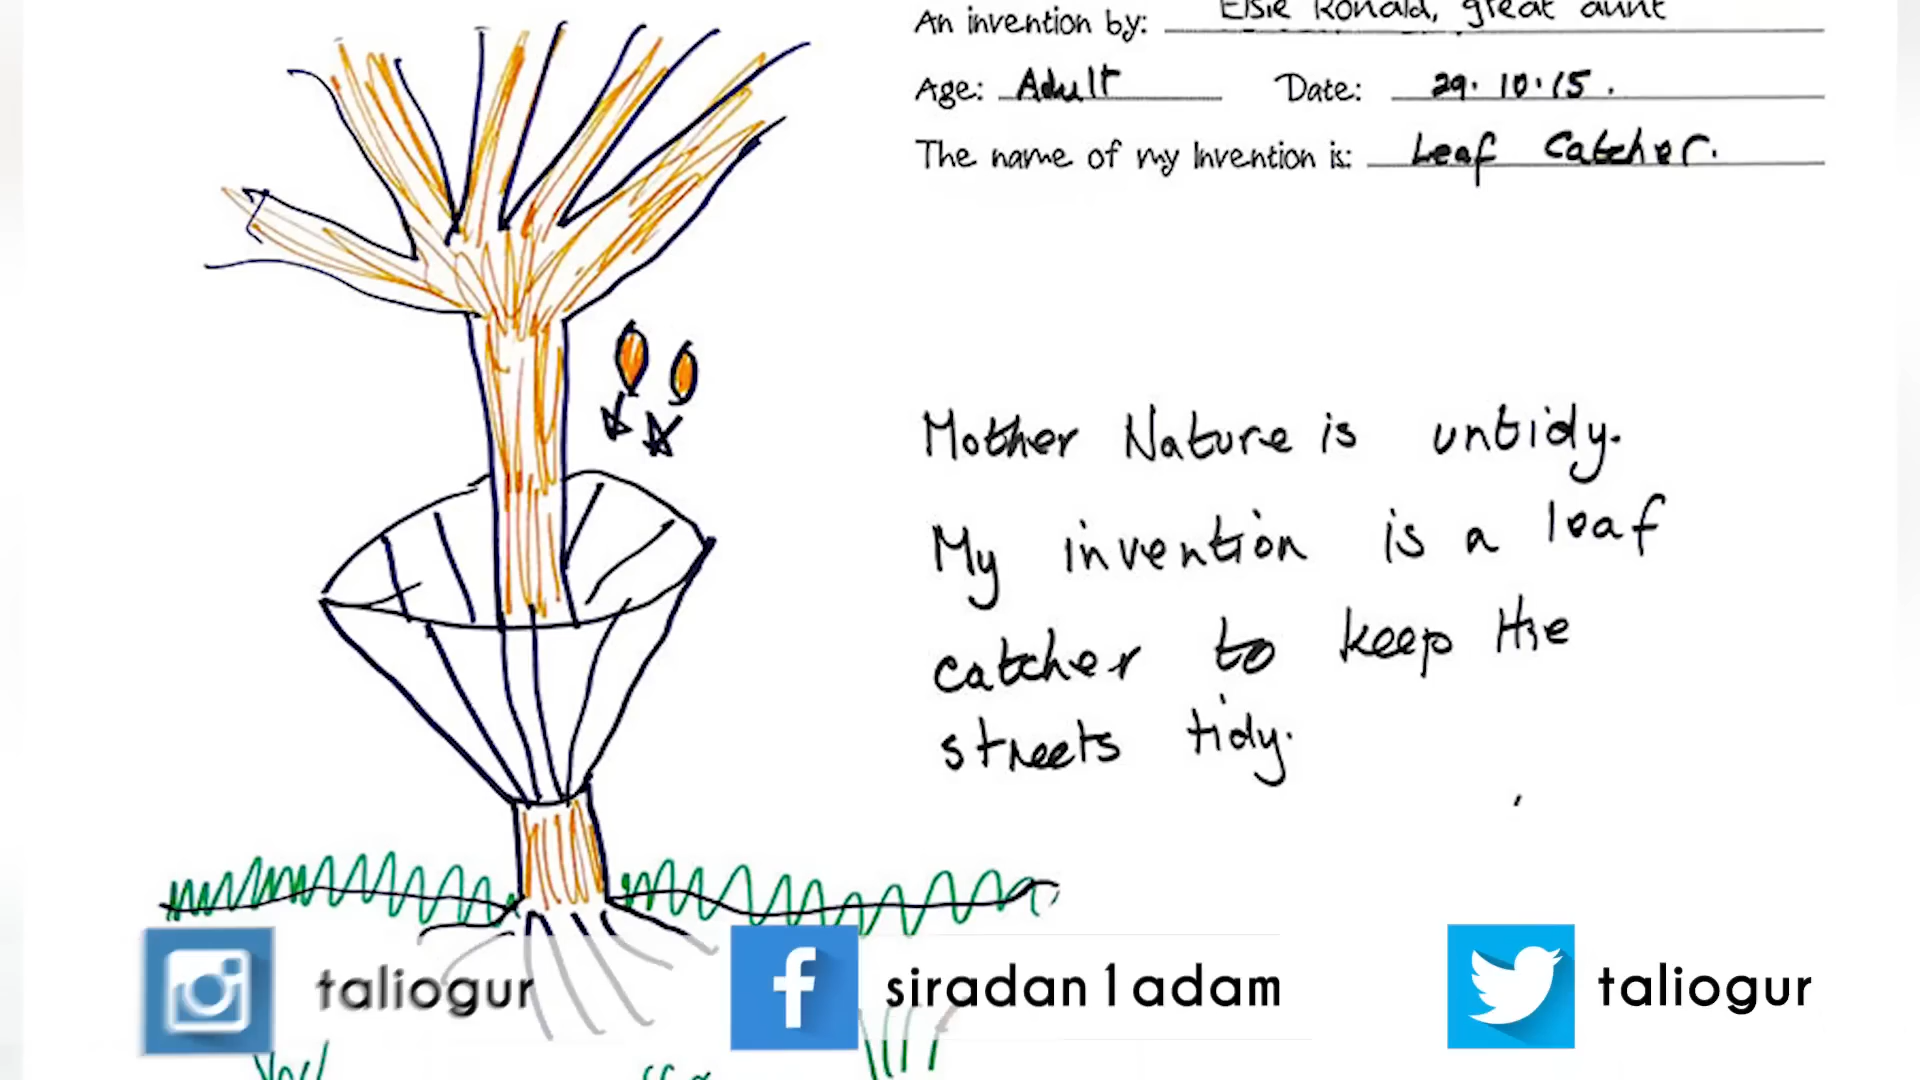 An invention by: Elsie Ronald, great aunt
Age: Adult Date: 29.10.15.
The name of my Invention is: Leaf Catcher.
Mother Nature is untidy.
My invention is a leaf
catcher to keep the
streets tidy.
taliogur siradan1adam taliogur